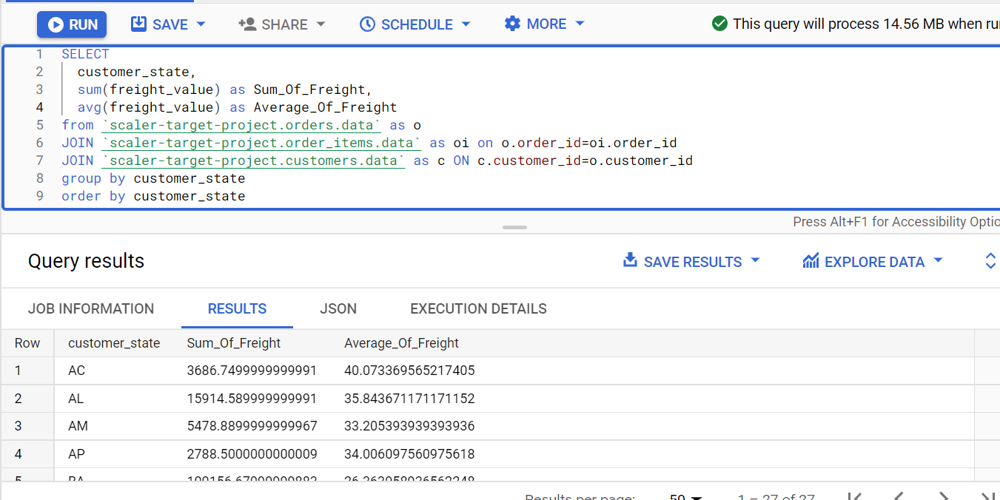 RUN SAVE SHARE SCHEDULE MORE This query will process 14.56 MB when
1 SELECT
2 customer_state,
3 sum(freight_value) as Sum_Of_Freight,
4 avg(freight_value) as Average_Of_Freight
5 from `scaler-target-project.orders.data` as o
6 JOIN `scaler-target-project.order_items.data` as oi on o.order_id=oi.order_id
7 JOIN `scaler-target-project.customers.data` as c ON c.customer_id=o.customer_id
8 group by customer_state
9 order by customer_state
Press Alt+F1 for Accessibility
Query results SAVE RESULTS EXPLORE DATA
JOB INFORMATION RESULTS JSON EXECUTION DETAILS
Row customer_state Sum_Of_Freight Average_Of_Freight
1 AC 3686.7499999999991 40.073369565217405
2 AL 15914.589999999991 35.843671171171152
3 AM 5478.8899999999967 33.205393939393936
4 AP 2788.5000000000009 34.006097560975618
5 BA
Results per page: 50 1 – 27 of 27